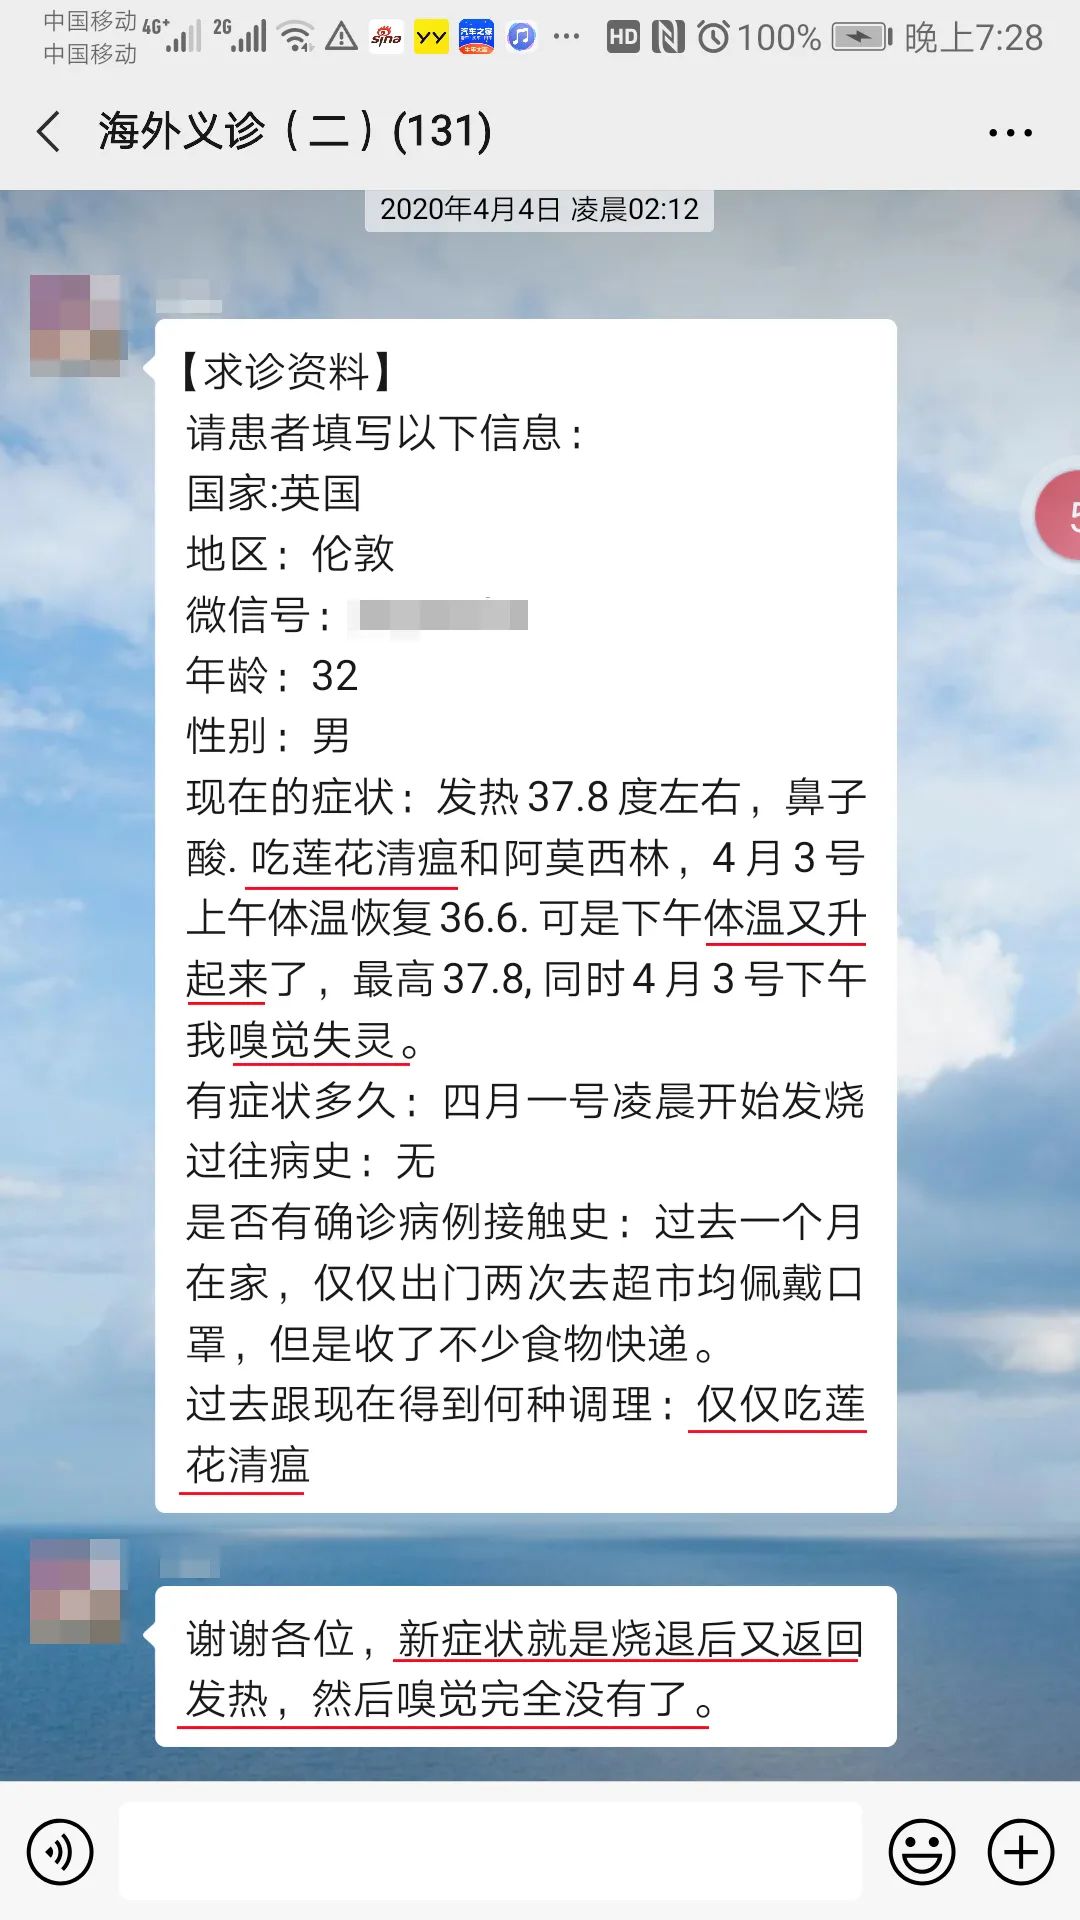 中国移动 4G+ 2G HD 100% 晚上7:28
中国移动
sina YY 汽车之家
海外义诊（二）(131)
2020年4月4日 凌晨02:12
【求诊资料】
请患者填写以下信息：
国家:英国
地区：伦敦
微信号：
年龄：32
性别：男
现在的症状：发热37.8度左右，鼻子
酸.吃莲花清瘟和阿莫西林，4月3号
上午体温恢复36.6.可是下午体温又升
起来了，最高37.8,同时4月3号下午
我嗅觉失灵。
有症状多久：四月一号凌晨开始发烧
过往病史：无
是否有确诊病例接触史：过去一个月
在家，仅仅出门两次去超市均佩戴口
罩，但是收了不少食物快递。
过去跟现在得到何种调理：仅仅吃莲
花清瘟
谢谢各位，新症状就是烧退后又返回
发热，然后嗅觉完全没有了。